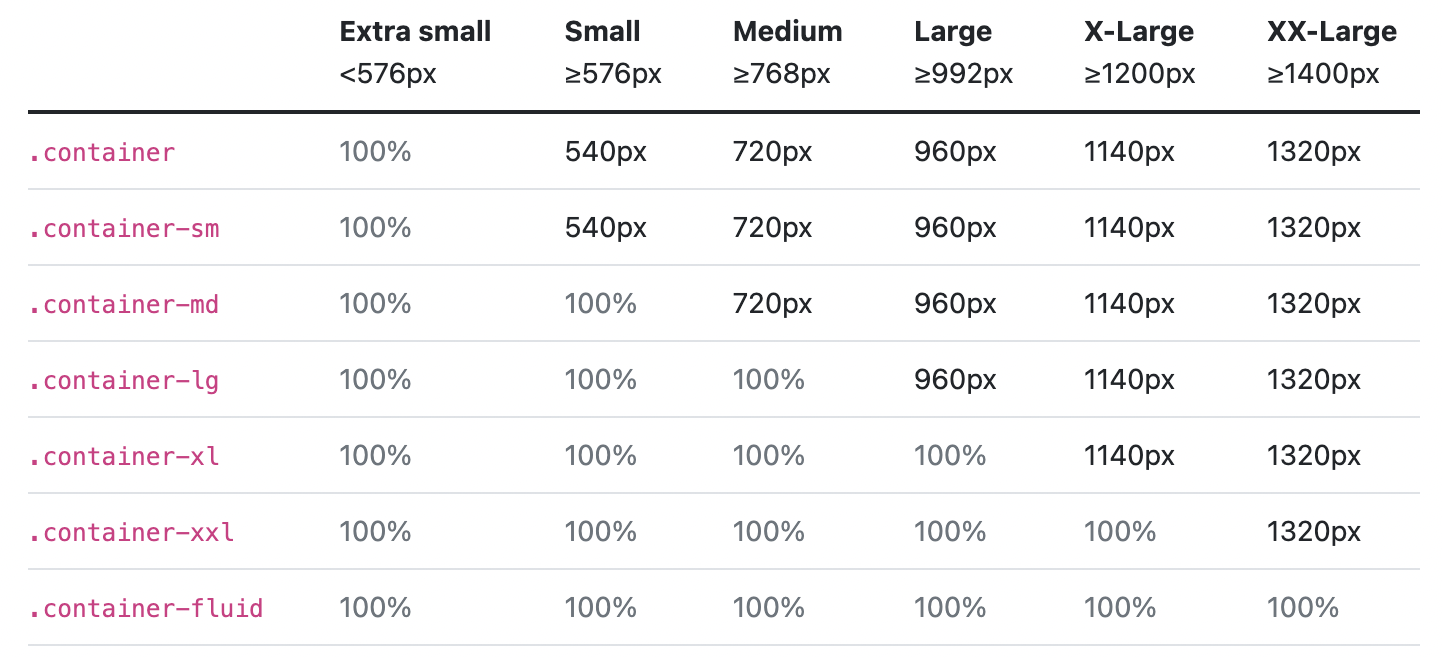 Extra small Small Medium Large X-Large XX-Large
<576px ≥576px ≥768px ≥992px ≥1200px ≥1400px
.container 100% 540px 720px 960px 1140px 1320px
.container-sm 100% 540px 720px 960px 1140px 1320px
.container-md 100% 100% 720px 960px 1140px 1320px
.container-lg 100% 100% 100% 960px 1140px 1320px
.container-xl 100% 100% 100% 100% 1140px 1320px
.container-xxl 100% 100% 100% 100% 100% 1320px
.container-fluid 100% 100% 100% 100% 100% 100%